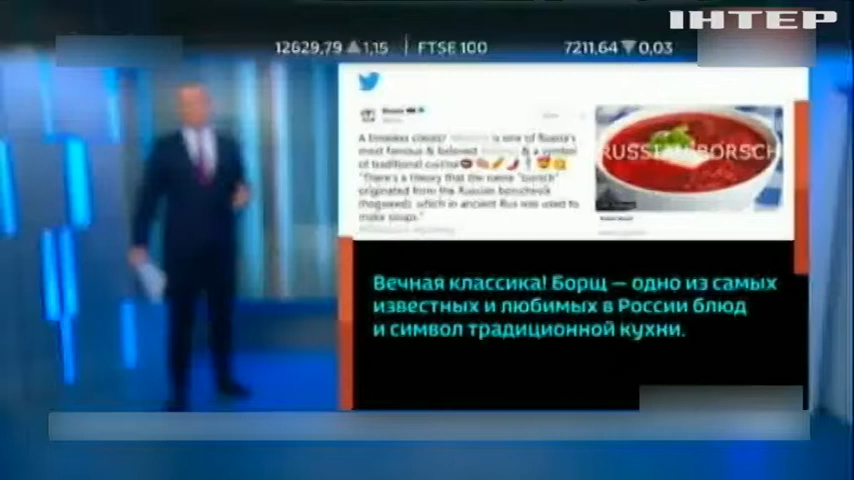 ІНТЕР
12629,79 ▲ 1,15 | FTSE 100 7211,64 ▼ 0,03
A timeless classic! is one of Russia's
most famous & beloved & a symbol
of traditional cuisine
"There's a theory that the name "borsch"
originated from the Russian borschevik
(hogweed), which in ancient Rus was used to
make soups."
RUSSIAN BORSCH
Вечная классика! Борщ — одно из самых
известных и любимых в России блюд
и символ традиционной кухни.